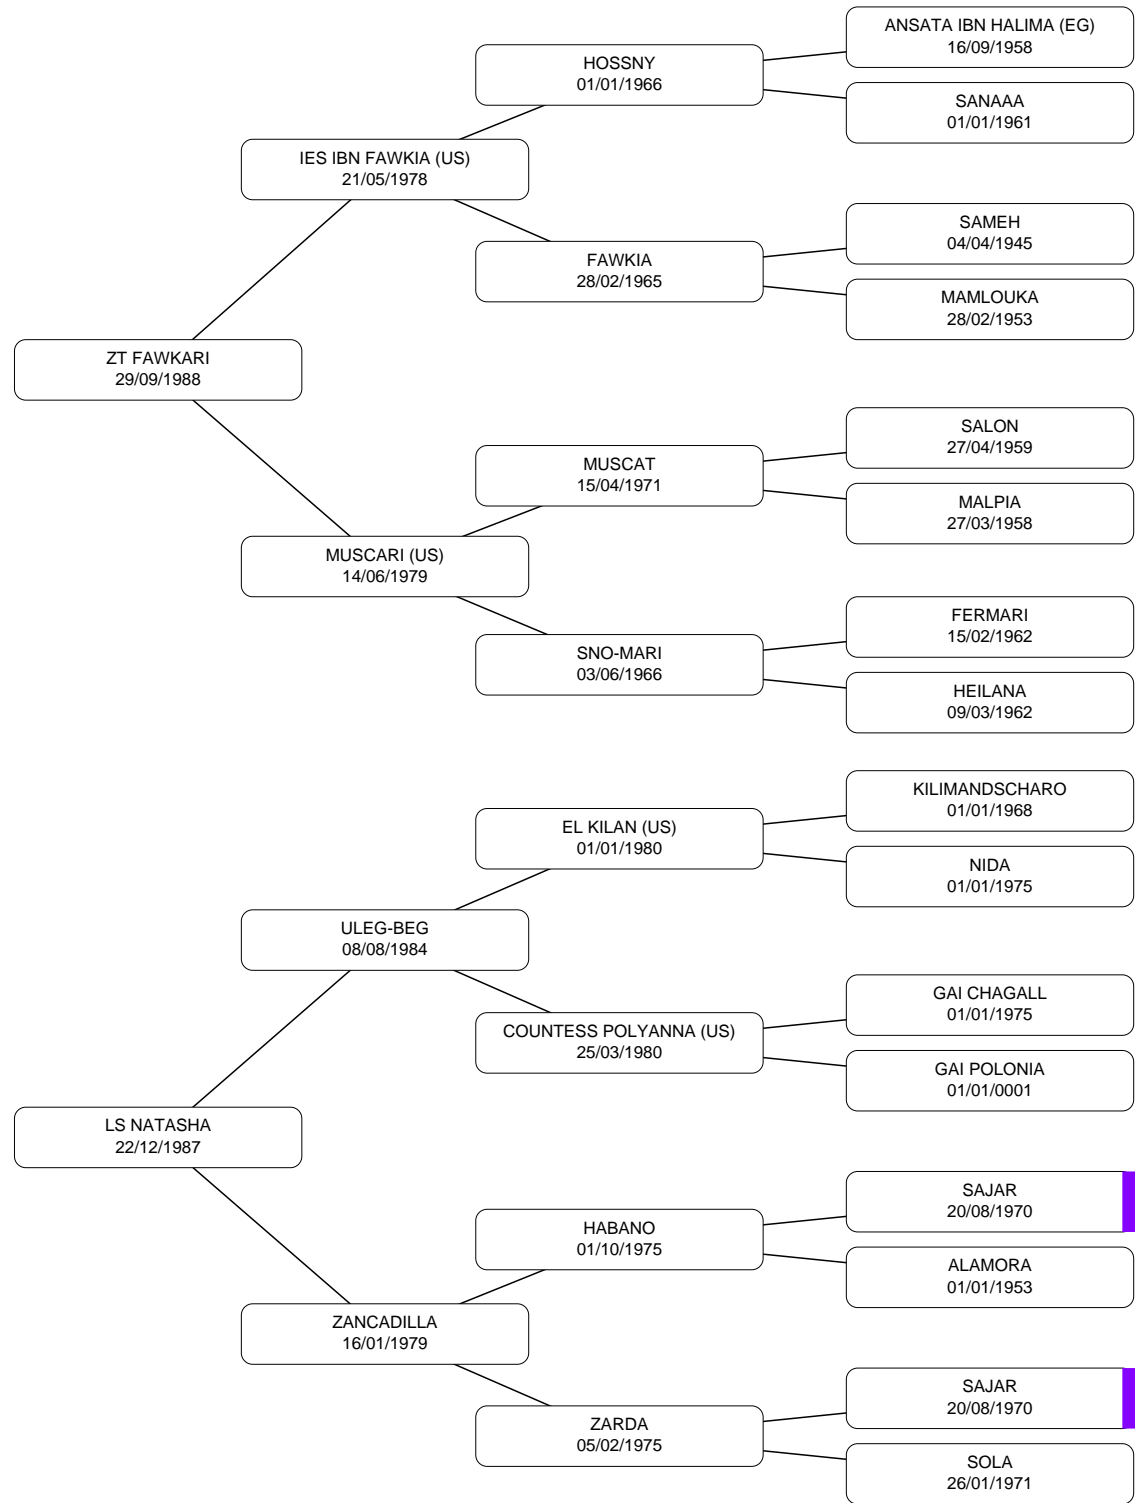 ANSATA IBN HALIMA (EG)
16/09/1958
HOSSNY
01/01/1966
SANAAA
01/01/1961
IES IBN FAWKIA (US)
21/05/1978
SAMEH
04/04/1945
FAWKIA
28/02/1965
MAMLOUKA
28/02/1953
ZT FAWKARI
29/09/1988
SALON
27/04/1959
MUSCAT
15/04/1971
MALPIA
27/03/1958
MUSCARI (US)
14/06/1979
FERMARI
15/02/1962
SNO-MARI
03/06/1966
HEILANA
09/03/1962
KILIMANDSCHARO
01/01/1968
EL KILAN (US)
01/01/1980
NIDA
01/01/1975
ULEG-BEG
08/08/1984
GAI CHAGALL
01/01/1975
COUNTESS POLYANNA (US)
25/03/1980
GAI POLONIA
01/01/0001
LS NATASHA
22/12/1987
SAJAR
20/08/1970
HABANO
01/10/1975
ALAMORA
01/01/1953
ZANCADILLA
16/01/1979
SAJAR
20/08/1970
ZARDA
05/02/1975
SOLA
26/01/1971